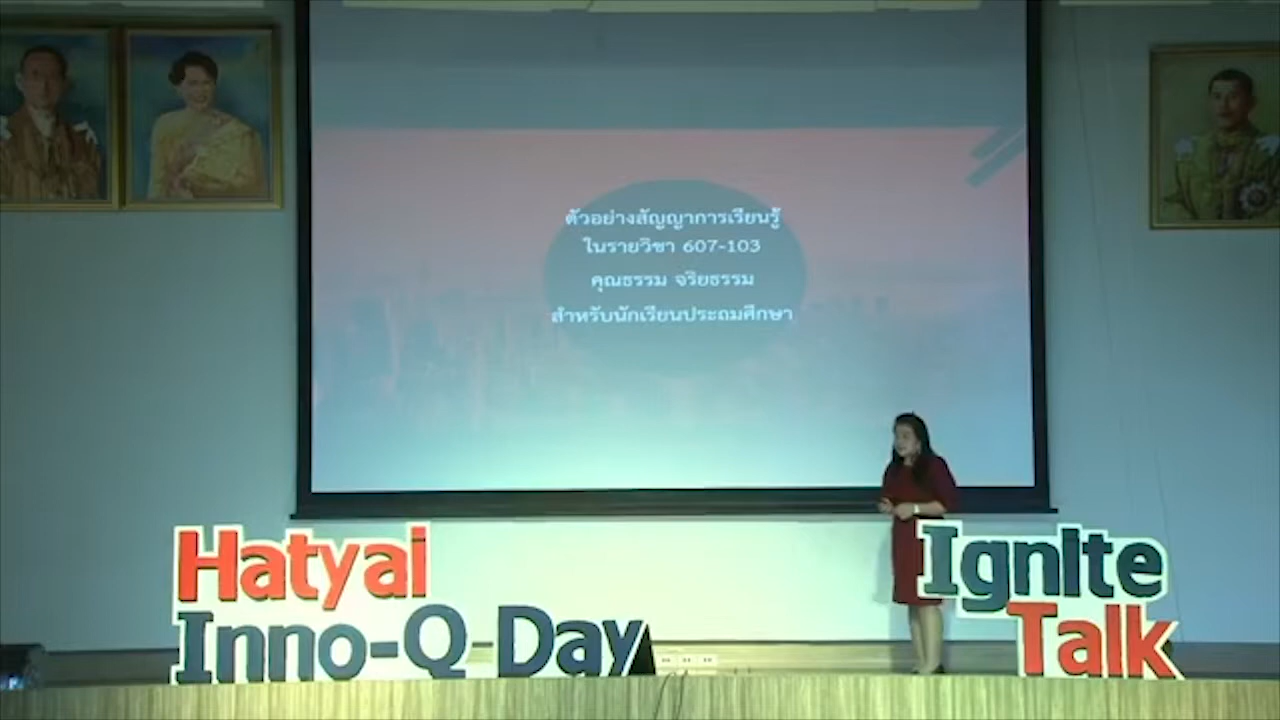 ตัวอย่างสัญญาการเรียนรู้
ในรายวิชา 607-103
คุณธรรม จริยธรรม
สำหรับนักเรียนประถมศึกษา
Hatyai
Inno-Q-Day
Ignite
Talk